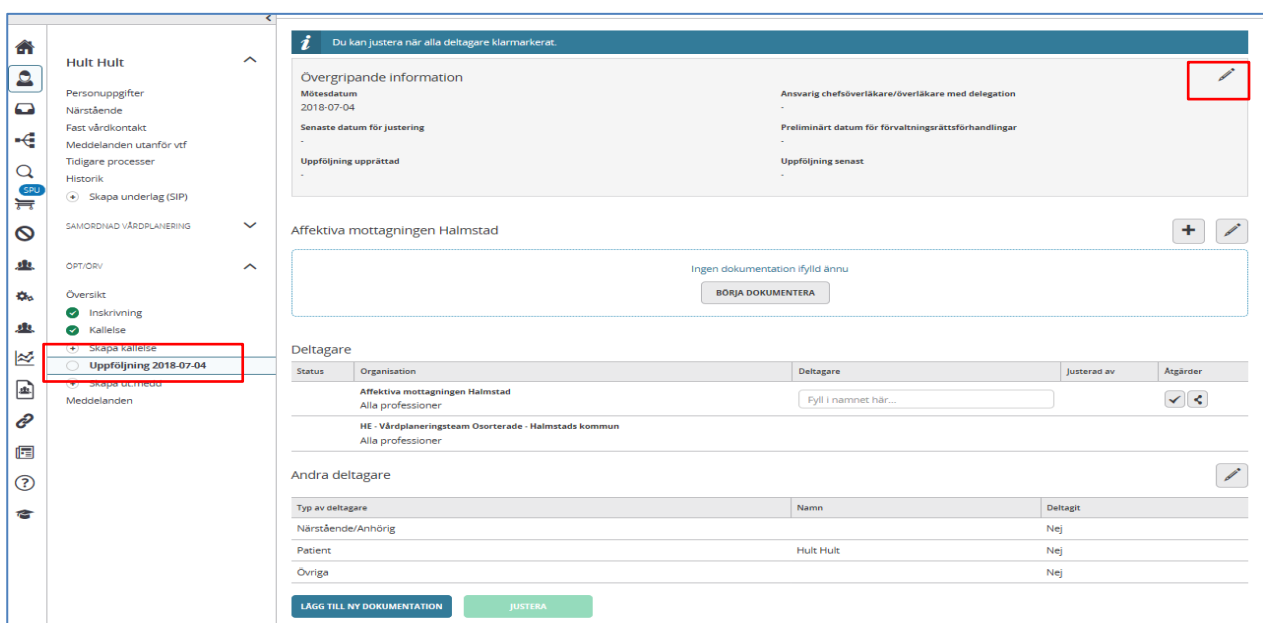 Du kan justera när alla deltagare klarmarkerat.
Hult Hult
Personuppgifter
Närstående
Fast vårdkontakt
Meddelanden utanför vtf
Tidigare processer
Historik
Skapa underlag (SIP)
SPU
SAMORDNAD VÅRDPLANERING
ÖPT/ÖRV
Översikt
Inskrivning
Kallelse
Skapa kallelse
Uppföljning 2018-07-04
Skapa ut.medd
Meddelanden
Övergripande information
Mötesdatum
2018-07-04
Ansvarig chefsöverläkare/överläkare med delegation
-
Senaste datum för justering
-
Preliminärt datum för förvaltningsrättsförhandlingar
-
Uppföljning upprättad
-
Uppföljning senast
-
Affektiva mottagningen Halmstad
Ingen dokumentation ifylld ännu
BÖRJA DOKUMENTERA
Deltagare
Status Organisation Deltagare Justerad av Åtgärder
Affektiva mottagningen Halmstad
Alla professioner
Fyll i namnet här...
HE - Vårdplaneringsteam Osorterade - Halmstads kommun
Alla professioner
Andra deltagare
Typ av deltagare Namn Deltagit
Närstående/Anhörig Nej
Patient Hult Hult Nej
Övriga Nej
LÄGG TILL NY DOKUMENTATION JUSTERA